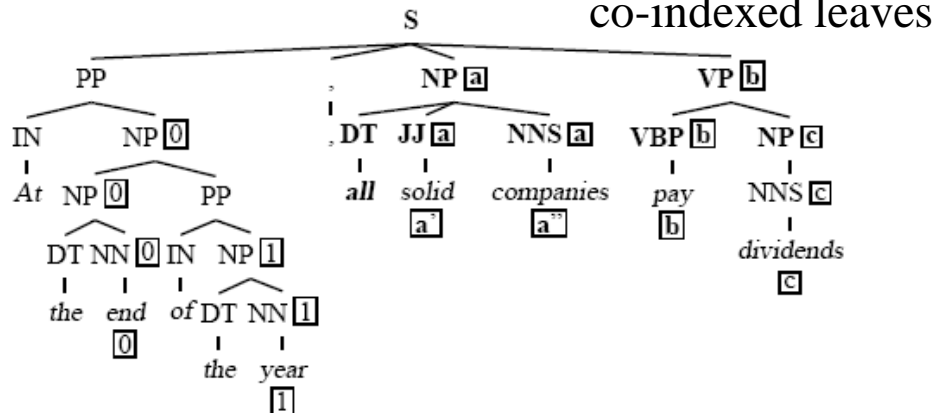 co-indexed leaves
S
PP , NP a VP b
IN NP 0 , DT JJ a NNS a VBP b NP c
At NP 0 PP all solid companies pay NNS c
a' a'' b
DT NN 0 IN NP 1 dividends
c
the end of DT NN 1
0
the year
1